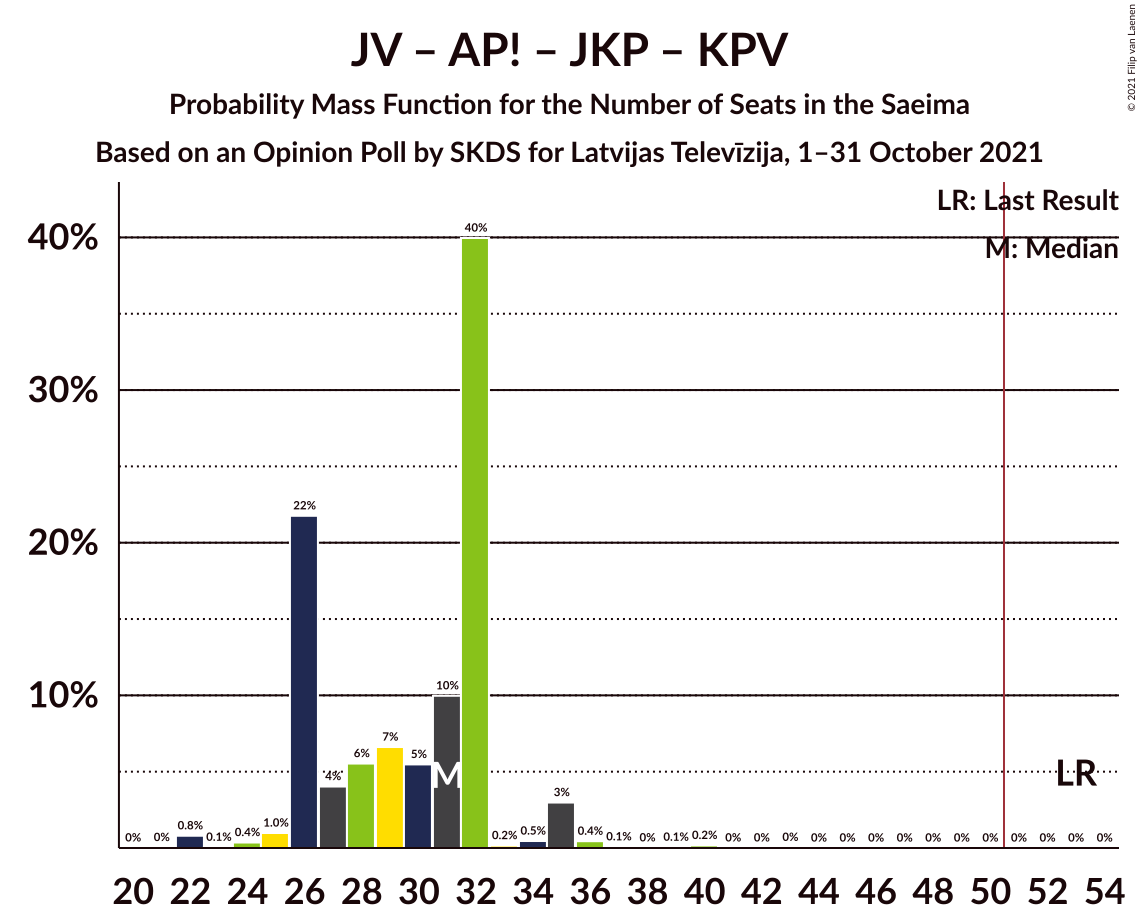 JV – AP! – JKP – KPV
Probability Mass Function for the Number of Seats in the Saeima
Based on an Opinion Poll by SKDS for Latvijas Televīzija, 1–31 October 2021
© 2021 Filip van Laenen
LR: Last Result
M: Median
40%
30%
20%
10%
0% 0% 0.8% 0.1% 0.4% 1.0% 22% 4% 6% 7% 5% 10% 40% 0.2% 0.5% 3% 0.4% 0.1% 0% 0.1% 0.2% 0% 0% 0% 0% 0% 0% 0% 0% 0% 0% 0% 0% 0% 0%
M
LR
20 22 24 26 28 30 32 34 36 38 40 42 44 46 48 50 52 54